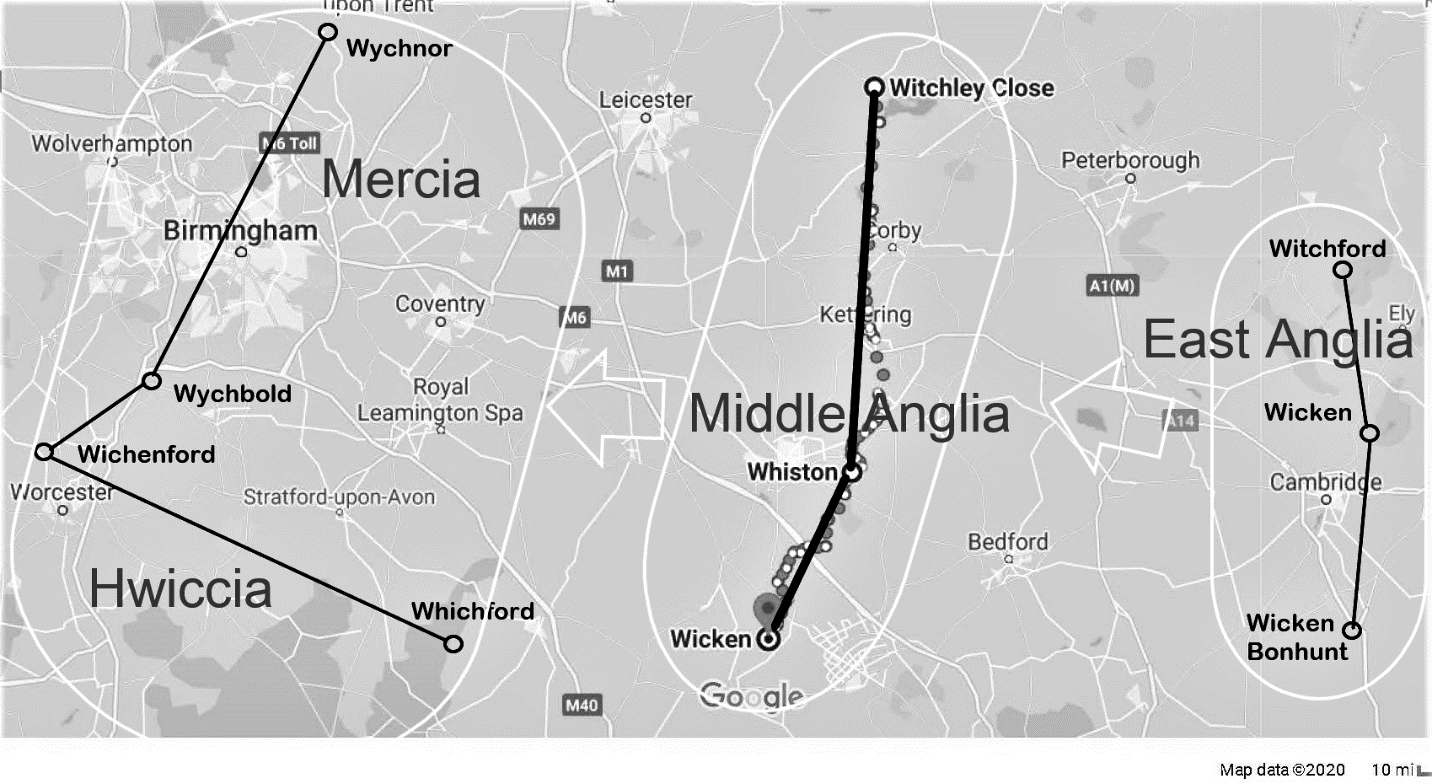 upon Trent
Wychnor
Witchley Close
Leicester
Wolverhampton
M6 Toll
Peterborough
Mercia
M69
Birmingham
Corby
Witchford
M1
A1(M)
Coventry
M6
Kettering
Ely
East Anglia
Royal
Leamington Spa
Wychbold
Middle Anglia
Wicken
A14
Wichenford
Whiston
Worcester
Stratford-upon-Avon
Cambridge
Bedford
Hwiccia
Whichford
Wicken
Wicken
Bonhunt
Google
M40
Map data ©2020 10 mi